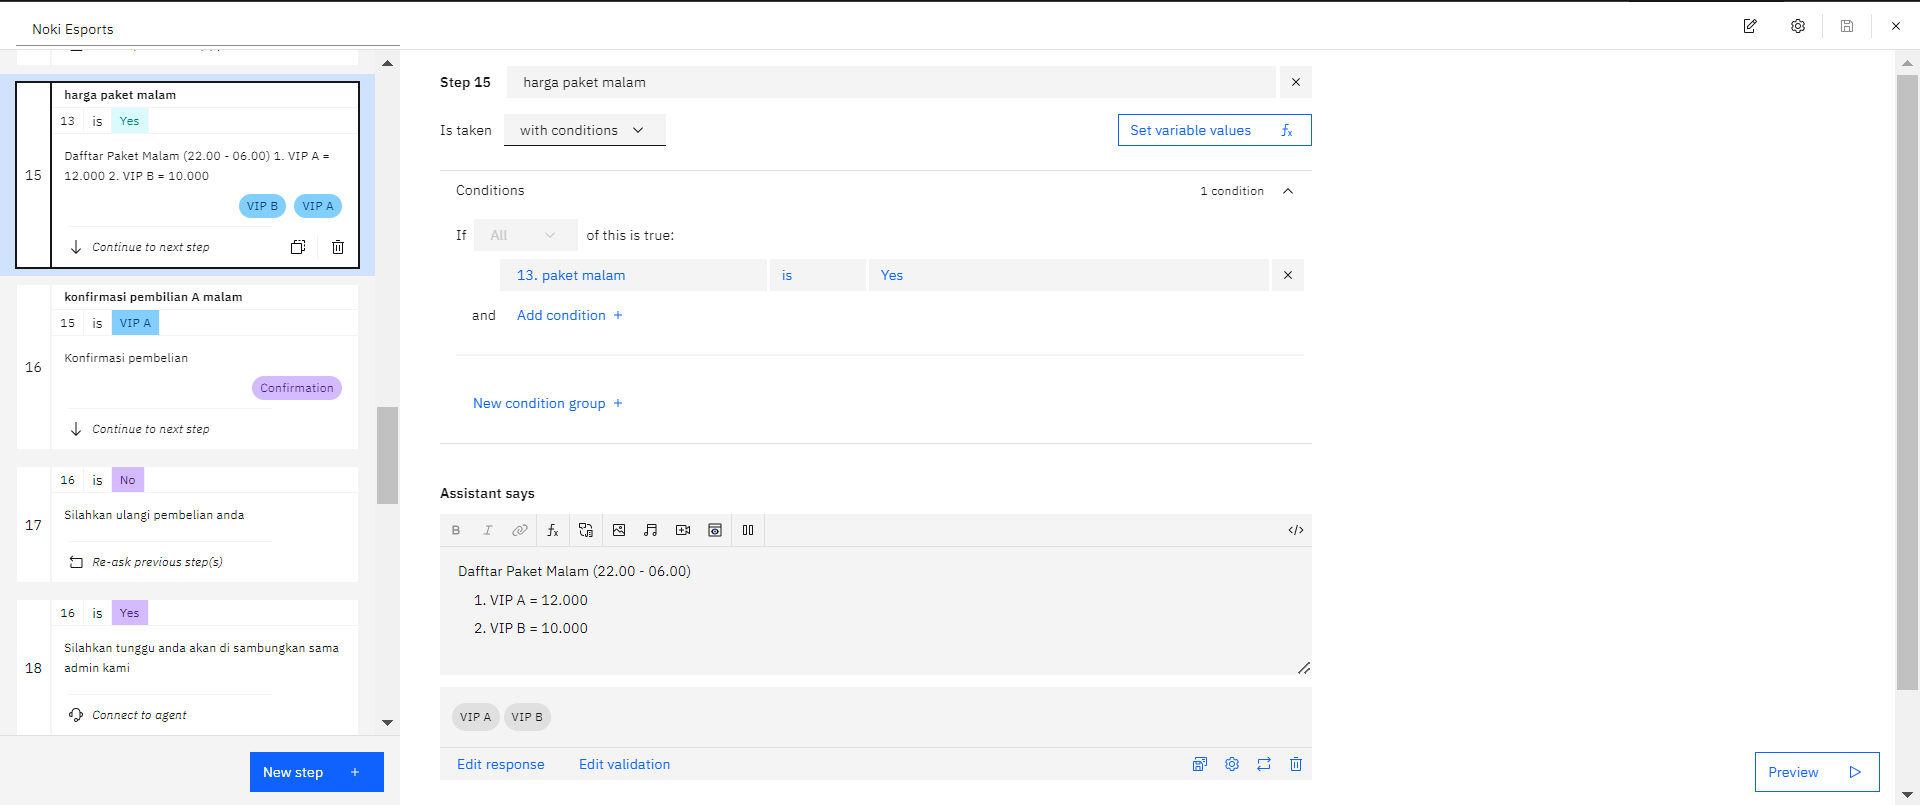 Noki Esports
harga paket malam
13 is Yes
15
Dafftar Paket Malam (22.00 - 06.00) 1. VIP A =
12.000 2. VIP B = 10.000
VIP B VIP A
Continue to next step
konfirmasi pembilian A malam
15 is VIP A
16
Konfirmasi pembelian
Confirmation
Continue to next step
16 is No
17
Silahkan ulangi pembelian anda
Re-ask previous step(s)
16 is Yes
18
Silahkan tunggu anda akan di sambungkan sama
admin kami
Connect to agent
New step +
Step 15 harga paket malam
Is taken with conditions
Set variable values fx
Conditions 1 condition
If All of this is true:
13. paket malam is Yes
and Add condition +
New condition group +
Assistant says
B I fx </>
Dafftar Paket Malam (22.00 - 06.00)
1. VIP A = 12.000
2. VIP B = 10.000
VIP A VIP B
Edit response Edit validation
Preview